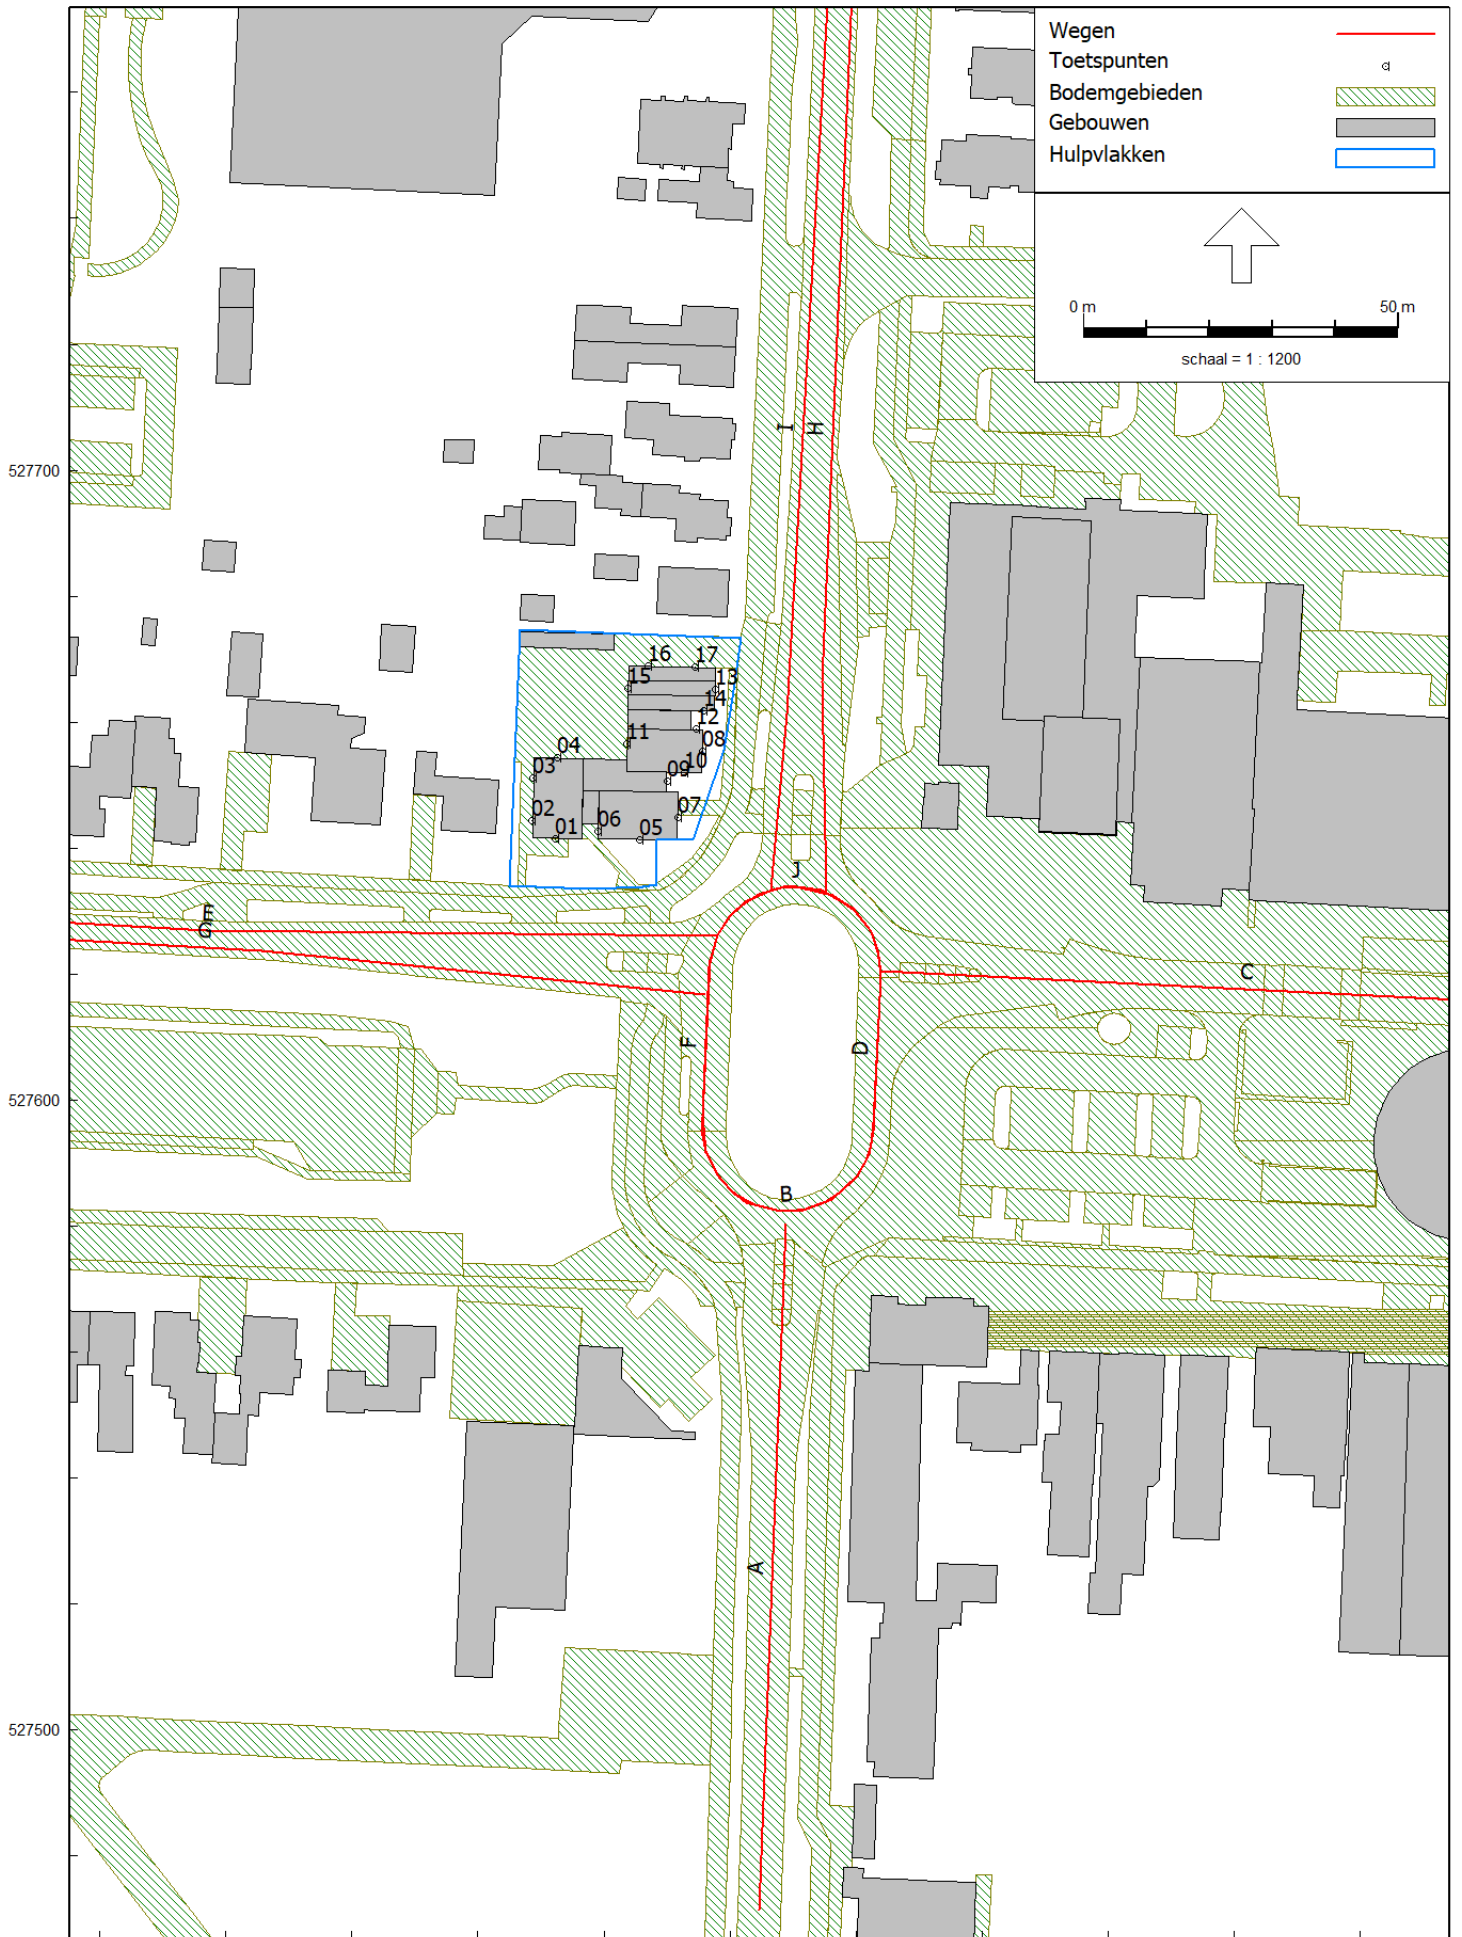 Wegen
Toetspunten
Bodemgebieden
Gebouwen
Hulpvlakken
0 m 50 m
schaal = 1 : 1200
I H
527700
16 17
15 13
14
12
11 08
04 10
03 09
02 07
01 06 05
J
E
G
C
F D
527600
B
A
527500